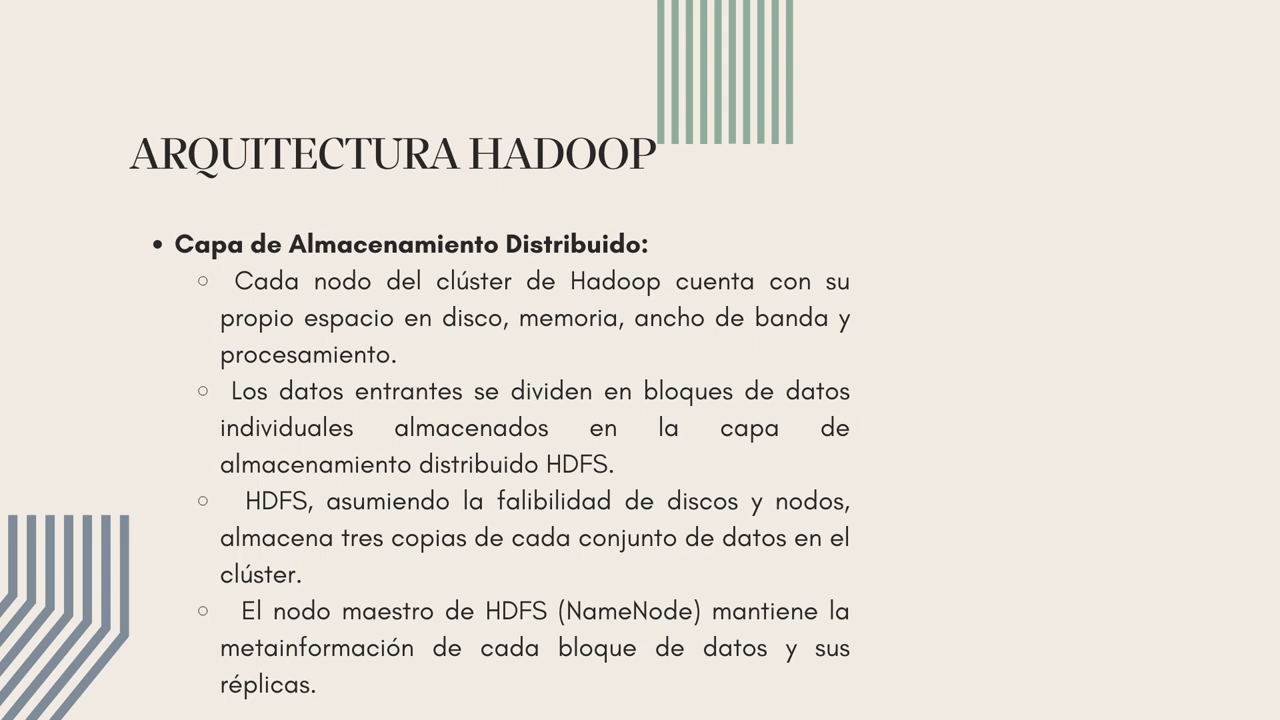 ARQUITECTURA HADOOP
• Capa de Almacenamiento Distribuido:
○ Cada nodo del clúster de Hadoop cuenta con su
propio espacio en disco, memoria, ancho de banda y
procesamiento.
○ Los datos entrantes se dividen en bloques de datos
individuales almacenados en la capa de
almacenamiento distribuido HDFS.
○ HDFS, asumiendo la falibilidad de discos y nodos,
almacena tres copias de cada conjunto de datos en el
clúster.
○ El nodo maestro de HDFS (NameNode) mantiene la
metainformación de cada bloque de datos y sus
réplicas.